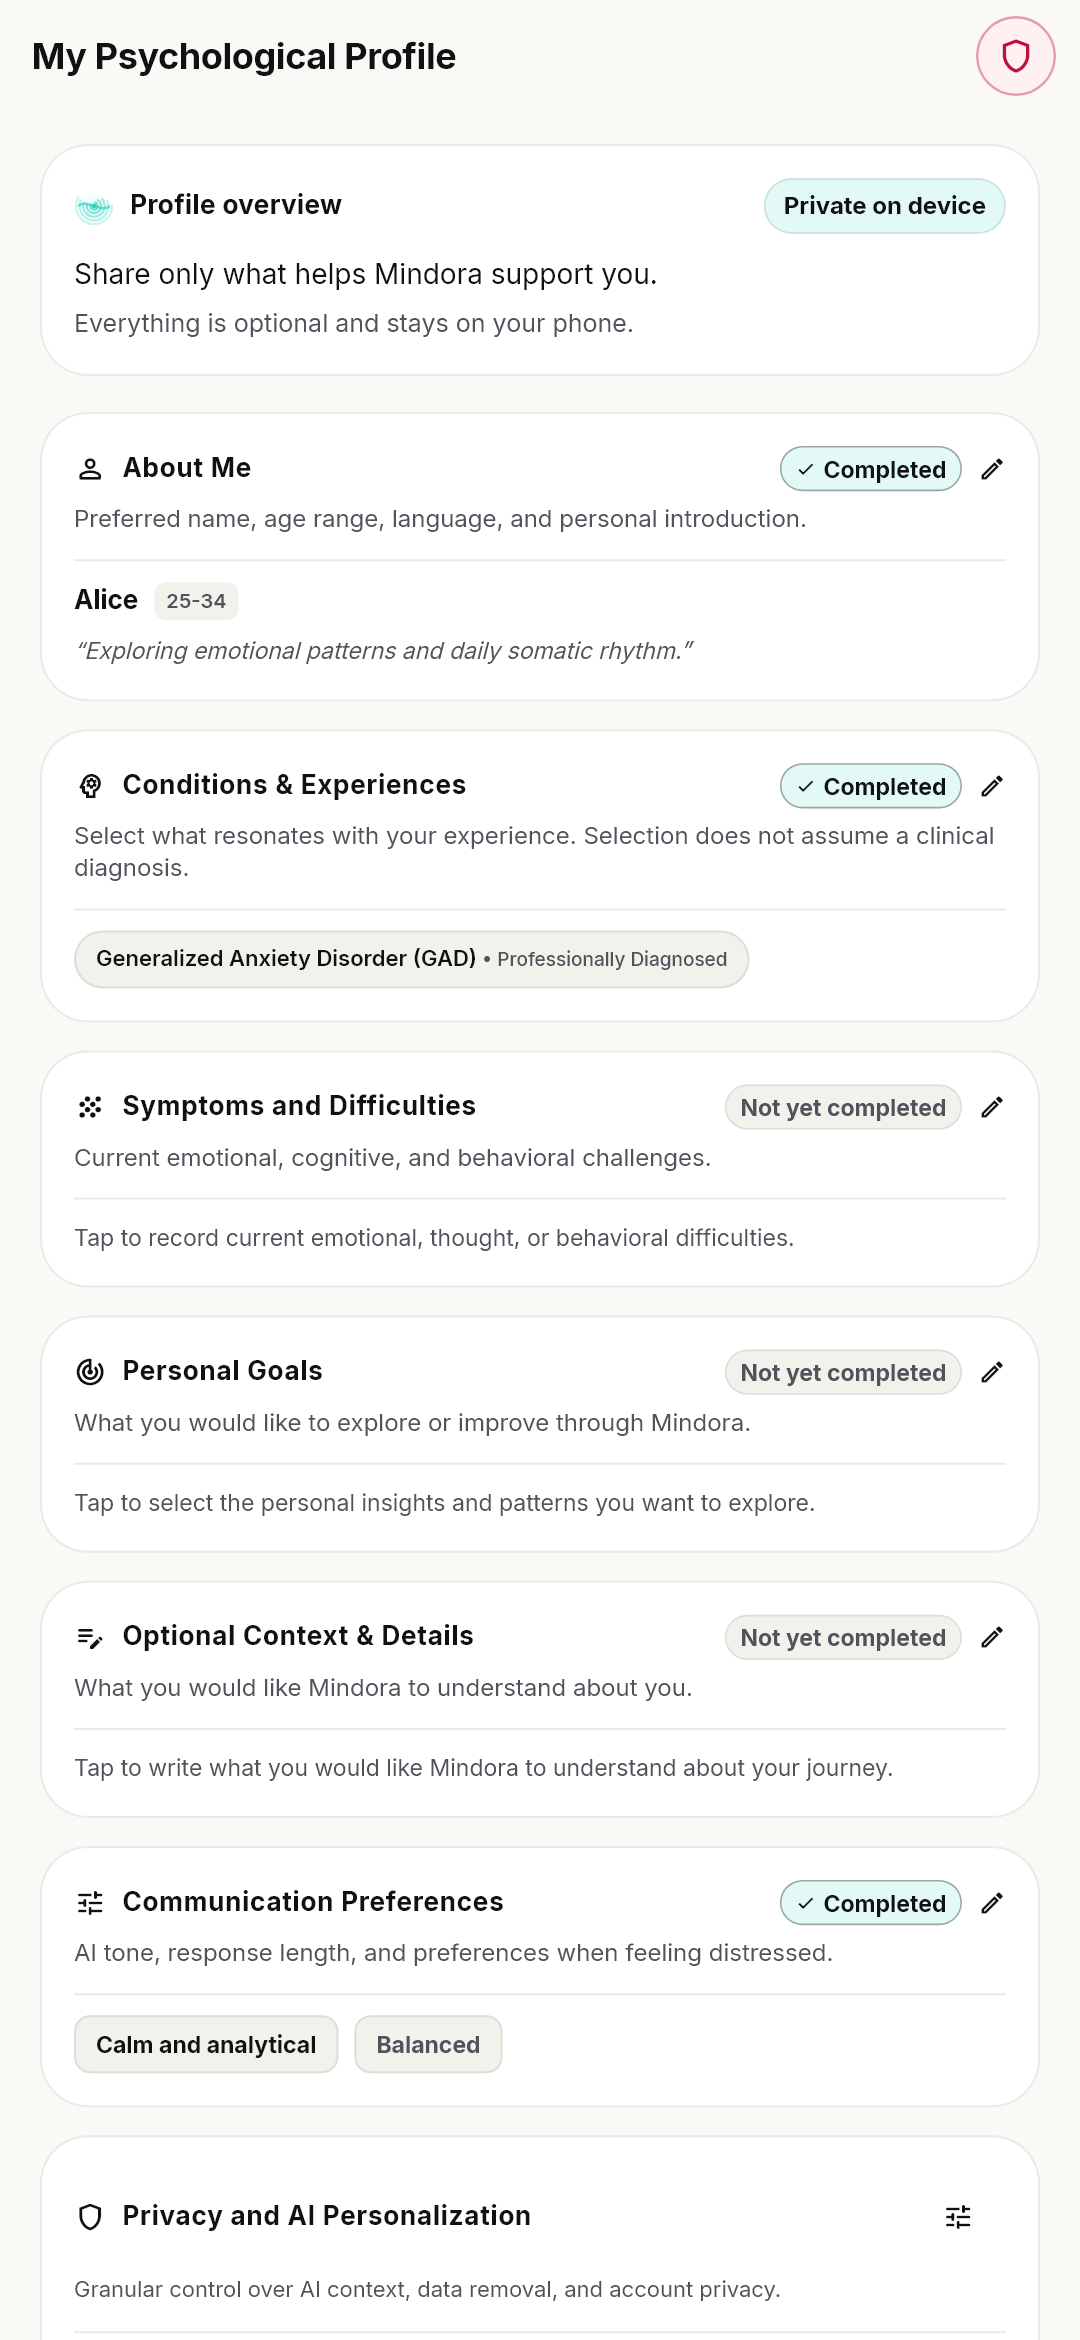 My Psychological Profile
Profile overview
Private on device
Share only what helps Mindora support you.
Everything is optional and stays on your phone.
About Me
Completed
Preferred name, age range, language, and personal introduction.
Alice
25-34
“Exploring emotional patterns and daily somatic rhythm.”
Conditions & Experiences
Completed
Select what resonates with your experience. Selection does not assume a clinical
diagnosis.
Generalized Anxiety Disorder (GAD) • Professionally Diagnosed
Symptoms and Difficulties
Not yet completed
Current emotional, cognitive, and behavioral challenges.
Tap to record current emotional, thought, or behavioral difficulties.
Personal Goals
Not yet completed
What you would like to explore or improve through Mindora.
Tap to select the personal insights and patterns you want to explore.
Optional Context & Details
Not yet completed
What you would like Mindora to understand about you.
Tap to write what you would like Mindora to understand about your journey.
Communication Preferences
Completed
AI tone, response length, and preferences when feeling distressed.
Calm and analytical
Balanced
Privacy and AI Personalization
Granular control over AI context, data removal, and account privacy.